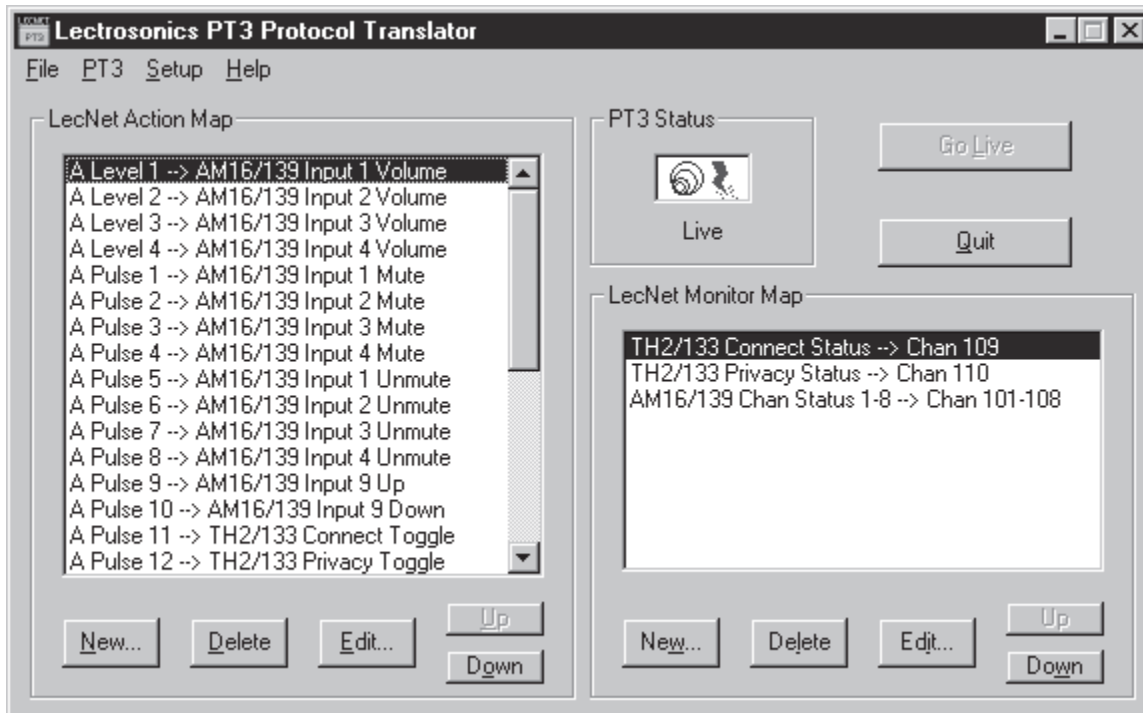 Lectrosonics PT3 Protocol Translator
File PT3 Setup Help
LecNet Action Map
A Level 1 --> AM16/139 Input 1 Volume
A Level 2 --> AM16/139 Input 2 Volume
A Level 3 --> AM16/139 Input 3 Volume
A Level 4 --> AM16/139 Input 4 Volume
A Pulse 1 --> AM16/139 Input 1 Mute
A Pulse 2 --> AM16/139 Input 2 Mute
A Pulse 3 --> AM16/139 Input 3 Mute
A Pulse 4 --> AM16/139 Input 4 Mute
A Pulse 5 --> AM16/139 Input 1 Unmute
A Pulse 6 --> AM16/139 Input 2 Unmute
A Pulse 7 --> AM16/139 Input 3 Unmute
A Pulse 8 --> AM16/139 Input 4 Unmute
A Pulse 9 --> AM16/139 Input 9 Up
A Pulse 10 --> AM16/139 Input 9 Down
A Pulse 11 --> TH2/133 Connect Toggle
A Pulse 12 --> TH2/133 Privacy Toggle
New...
Delete
Edit...
Up
Down
PT3 Status
Live
Go Live
Quit
LecNet Monitor Map
TH2/133 Connect Status --> Chan 109
TH2/133 Privacy Status --> Chan 110
AM16/139 Chan Status 1-8 --> Chan 101-108
New...
Delete
Edit...
Up
Down